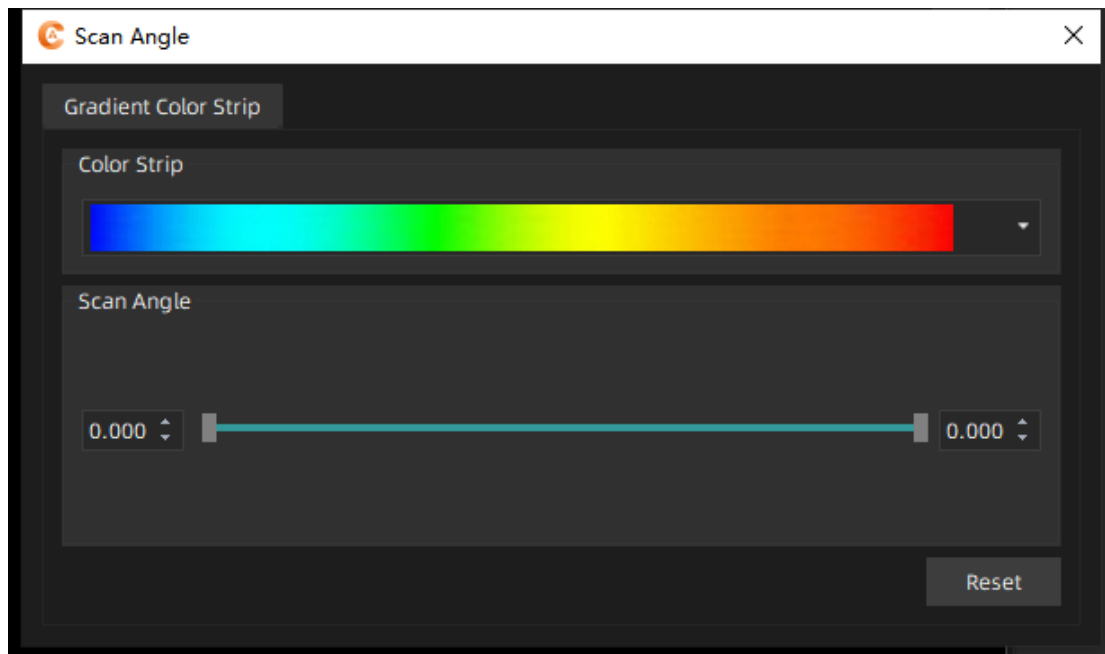 Scan Angle
Gradient Color Strip
Color Strip
Scan Angle
0.000 0.000
Reset